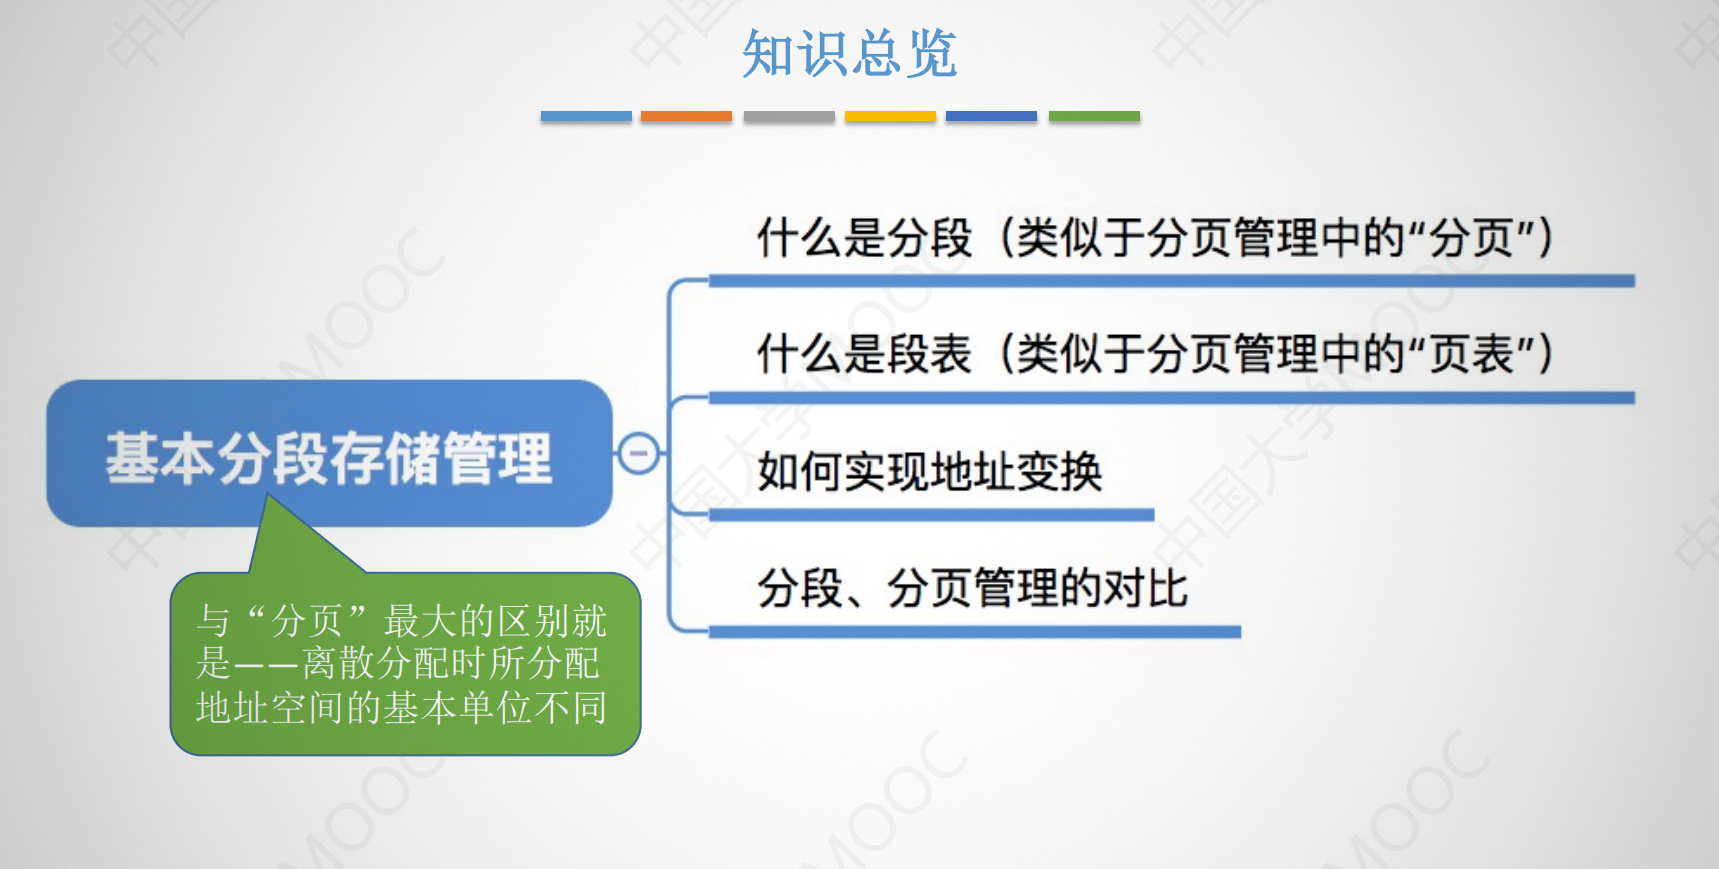 知识总览
什么是分段（类似于分页管理中的“分页”）
什么是段表（类似于分页管理中的“页表”）
基本分段存储管理
如何实现地址变换
分段、分页管理的对比
与“分页”最大的区别就
是——离散分配时所分配
地址空间的基本单位不同
中国大学MOOC